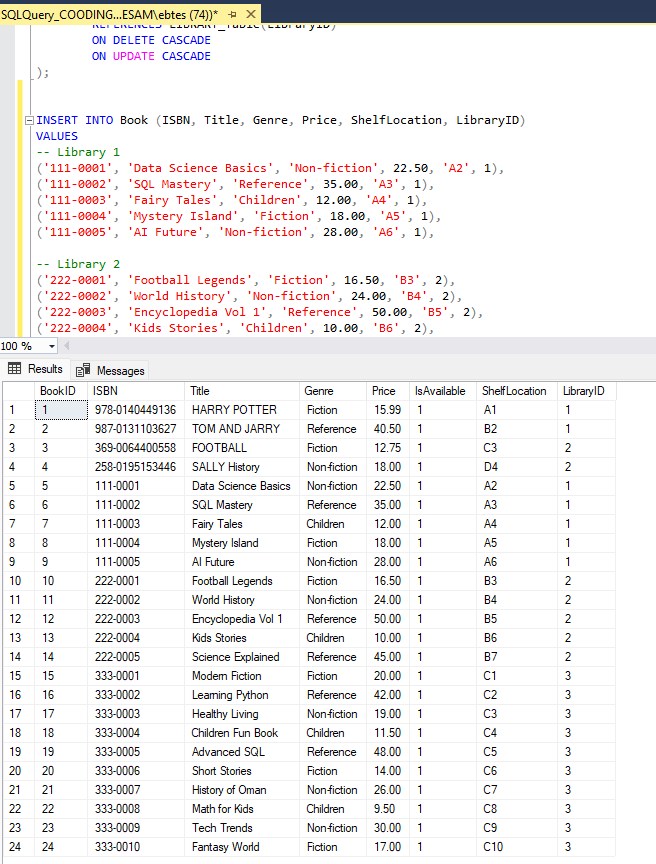 SQLQuery_COODING...ESAM\ebtes (74))*
REFERENCES LIBRARY_Table(LibraryID)
ON DELETE CASCADE
ON UPDATE CASCADE
);
INSERT INTO Book (ISBN, Title, Genre, Price, ShelfLocation, LibraryID)
VALUES
-- Library 1
('111-0001', 'Data Science Basics', 'Non-fiction', 22.50, 'A2', 1),
('111-0002', 'SQL Mastery', 'Reference', 35.00, 'A3', 1),
('111-0003', 'Fairy Tales', 'Children', 12.00, 'A4', 1),
('111-0004', 'Mystery Island', 'Fiction', 18.00, 'A5', 1),
('111-0005', 'AI Future', 'Non-fiction', 28.00, 'A6', 1),
-- Library 2
('222-0001', 'Football Legends', 'Fiction', 16.50, 'B3', 2),
('222-0002', 'World History', 'Non-fiction', 24.00, 'B4', 2),
('222-0003', 'Encyclopedia Vol 1', 'Reference', 50.00, 'B5', 2),
('222-0004', 'Kids Stories', 'Children', 10.00, 'B6', 2),
100 %
Results Messages
BookID ISBN Title Genre Price IsAvailable ShelfLocation LibraryID
1 1 978-0140449136 HARRY POTTER Fiction 15.99 1 A1 1
2 2 987-0131103627 TOM AND JARRY Reference 40.50 1 B2 1
3 3 369-0064400558 FOOTBALL Fiction 12.75 1 C3 2
4 4 258-0195153446 SALLY History Non-fiction 18.00 1 D4 2
5 5 111-0001 Data Science Basics Non-fiction 22.50 1 A2 1
6 6 111-0002 SQL Mastery Reference 35.00 1 A3 1
7 7 111-0003 Fairy Tales Children 12.00 1 A4 1
8 8 111-0004 Mystery Island Fiction 18.00 1 A5 1
9 9 111-0005 AI Future Non-fiction 28.00 1 A6 1
10 10 222-0001 Football Legends Fiction 16.50 1 B3 2
11 11 222-0002 World History Non-fiction 24.00 1 B4 2
12 12 222-0003 Encyclopedia Vol 1 Reference 50.00 1 B5 2
13 13 222-0004 Kids Stories Children 10.00 1 B6 2
14 14 222-0005 Science Explained Reference 45.00 1 B7 2
15 15 333-0001 Modern Fiction Fiction 20.00 1 C1 3
16 16 333-0002 Learning Python Reference 42.00 1 C2 3
17 17 333-0003 Healthy Living Non-fiction 19.00 1 C3 3
18 18 333-0004 Children Fun Book Children 11.50 1 C4 3
19 19 333-0005 Advanced SQL Reference 48.00 1 C5 3
20 20 333-0006 Short Stories Fiction 14.00 1 C6 3
21 21 333-0007 History of Oman Non-fiction 26.00 1 C7 3
22 22 333-0008 Math for Kids Children 9.50 1 C8 3
23 23 333-0009 Tech Trends Non-fiction 30.00 1 C9 3
24 24 333-0010 Fantasy World Fiction 17.00 1 C10 3